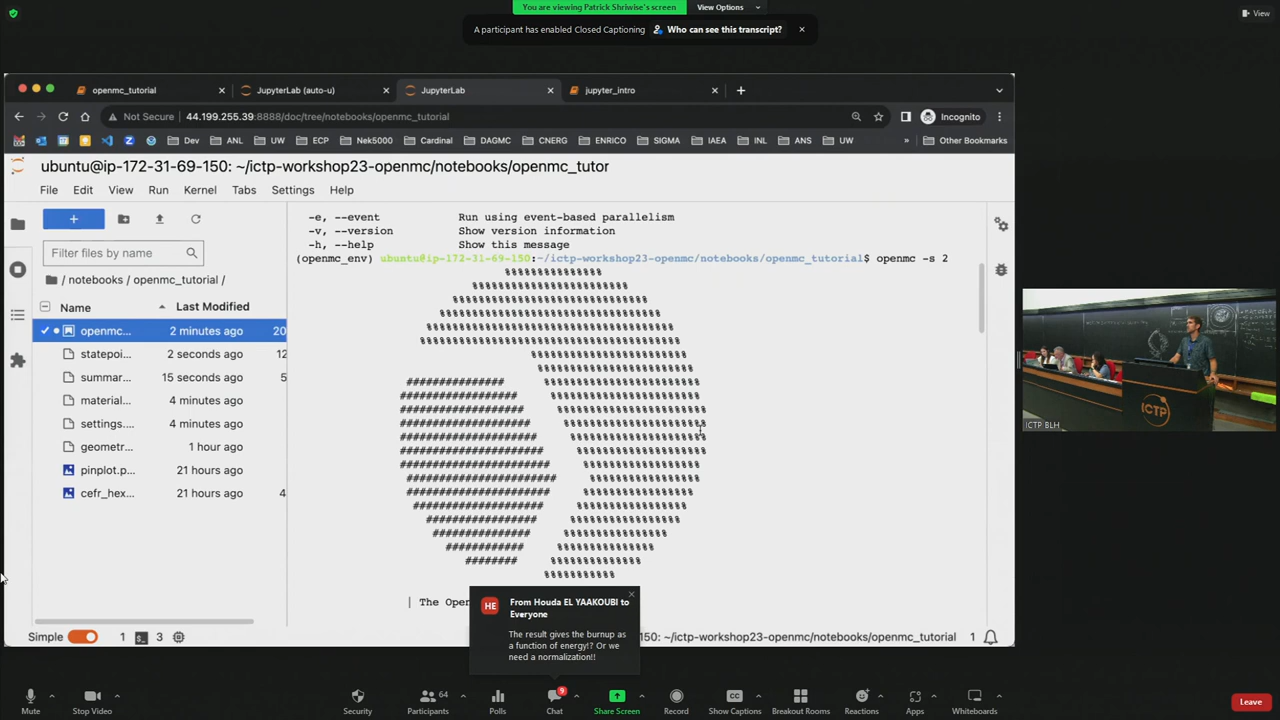 You are viewing Patrick Shriwise's screen
View Options
View
A participant has enabled Closed Captioning
Who can see this transcript?
openmc_tutorial
JupyterLab (auto-u)
JupyterLab
jupyter_intro
Not Secure
44.199.255.39:8888/doc/tree/notebooks/openmc_tutorial
Incognito
Dev
ANL
UW
ECP
Nek5000
Cardinal
DAGMC
CNERG
ENRICO
SIGMA
IAEA
INL
ANS
UW
»
Other Bookmarks
ubuntu@ip-172-31-69-150: ~/ictp-workshop23-openmc/notebooks/openmc_tutor
File Edit View Run Kernel Tabs Settings Help
Filter files by name
/ notebooks / openmc_tutorial /
Name Last Modified
openmc... 2 minutes ago 20
statepoi... 2 seconds ago 12
summar... 15 seconds ago 5
material... 4 minutes ago
settings.... 4 minutes ago
geometr... 1 hour ago
pinplot.p... 21 hours ago
cefr_hex... 21 hours ago 4
-e, --event Run using event-based parallelism
-v, --version Show version information
-h, --help Show this message
(openmc_env) ubuntu@ip-172-31-69-150:~/ictp-workshop23-openmc/notebooks/openmc_tutorial$ openmc -s 2
| The Open
HE
From Houda EL YAAKOUBI to
Everyone
The result gives the burnup as
a function of energy!? Or we
need a normalization!!
Simple 1 3
150: ~/ictp-workshop23-openmc/notebooks/openmc_tutorial 1
ICTP
ICTP BLH
Mute
Stop Video
Security
64
Participants
Polls
9
Chat
Share Screen
Record
Show Captions
Breakout Rooms
Reactions
Apps
Whiteboards
Leave